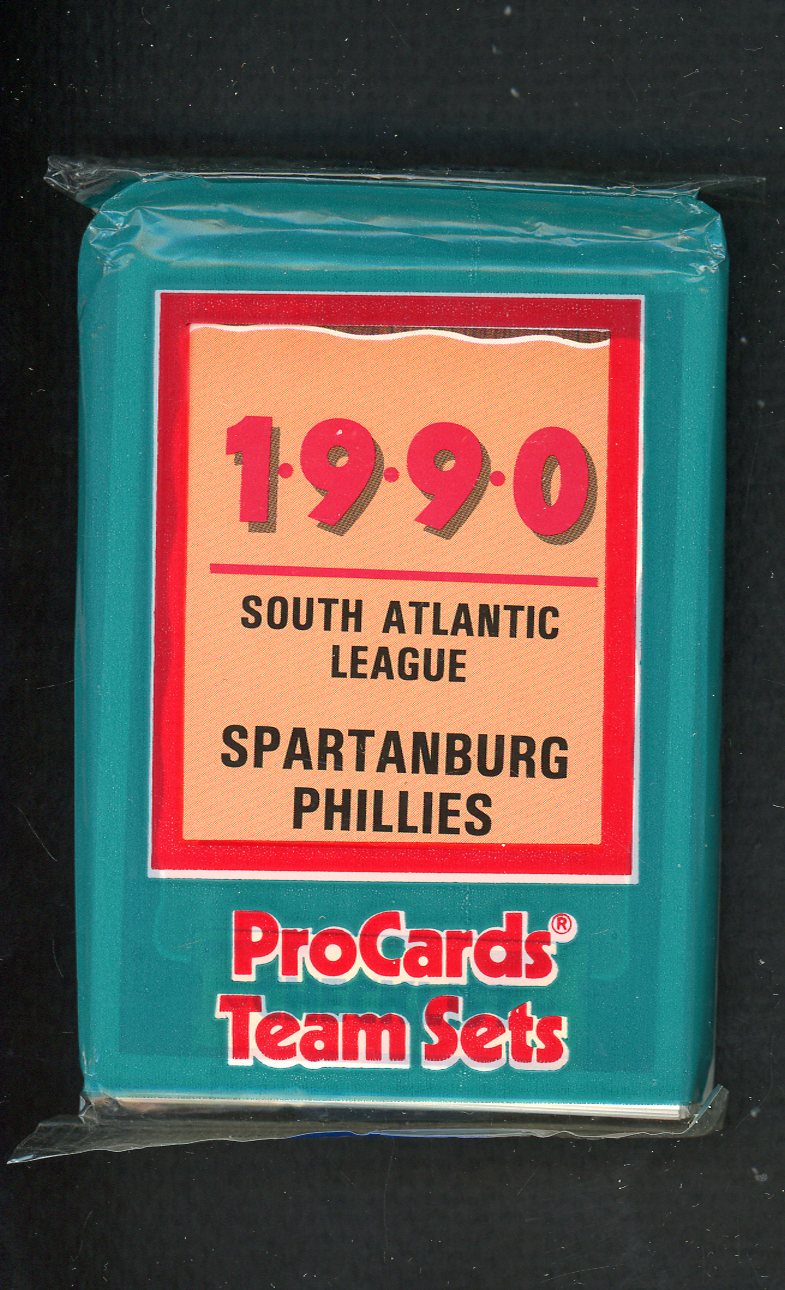 1·9·9·0
SOUTH ATLANTIC
LEAGUE
SPARTANBURG
PHILLIES
ProCards®
Team Sets